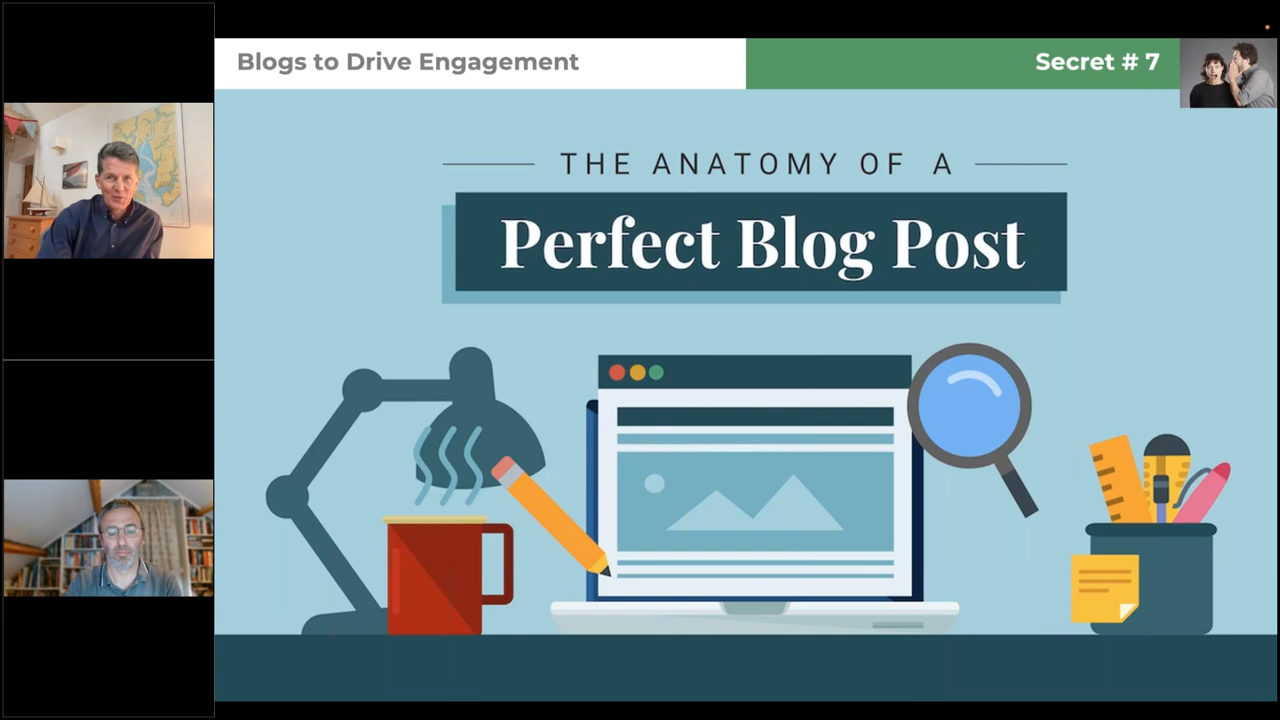 Blogs to Drive Engagement
Secret # 7
THE ANATOMY OF A
Perfect Blog Post